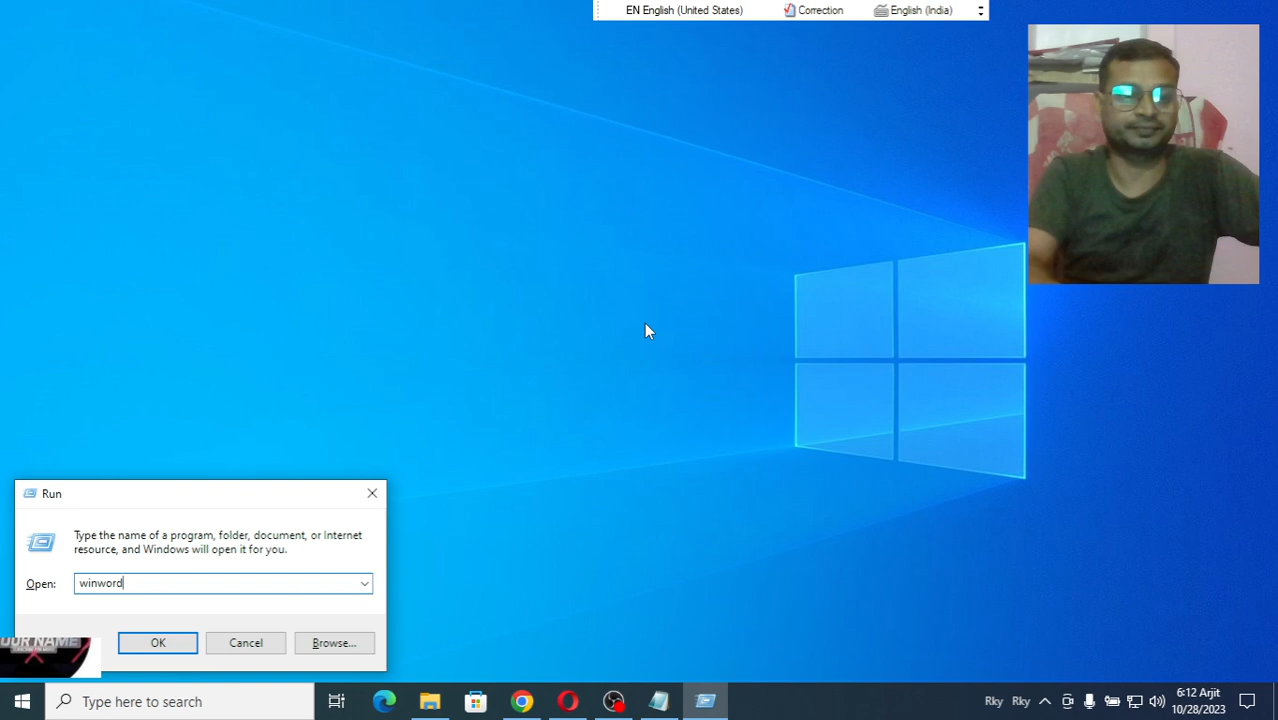 EN English (United States) Correction English (India)
Run
Type the name of a program, folder, document, or Internet
resource, and Windows will open it for you.
Open: winword
OUR NAME
OK Cancel Browse...
Type here to search
Rky Rky
6:12 Arjit
10/28/2023